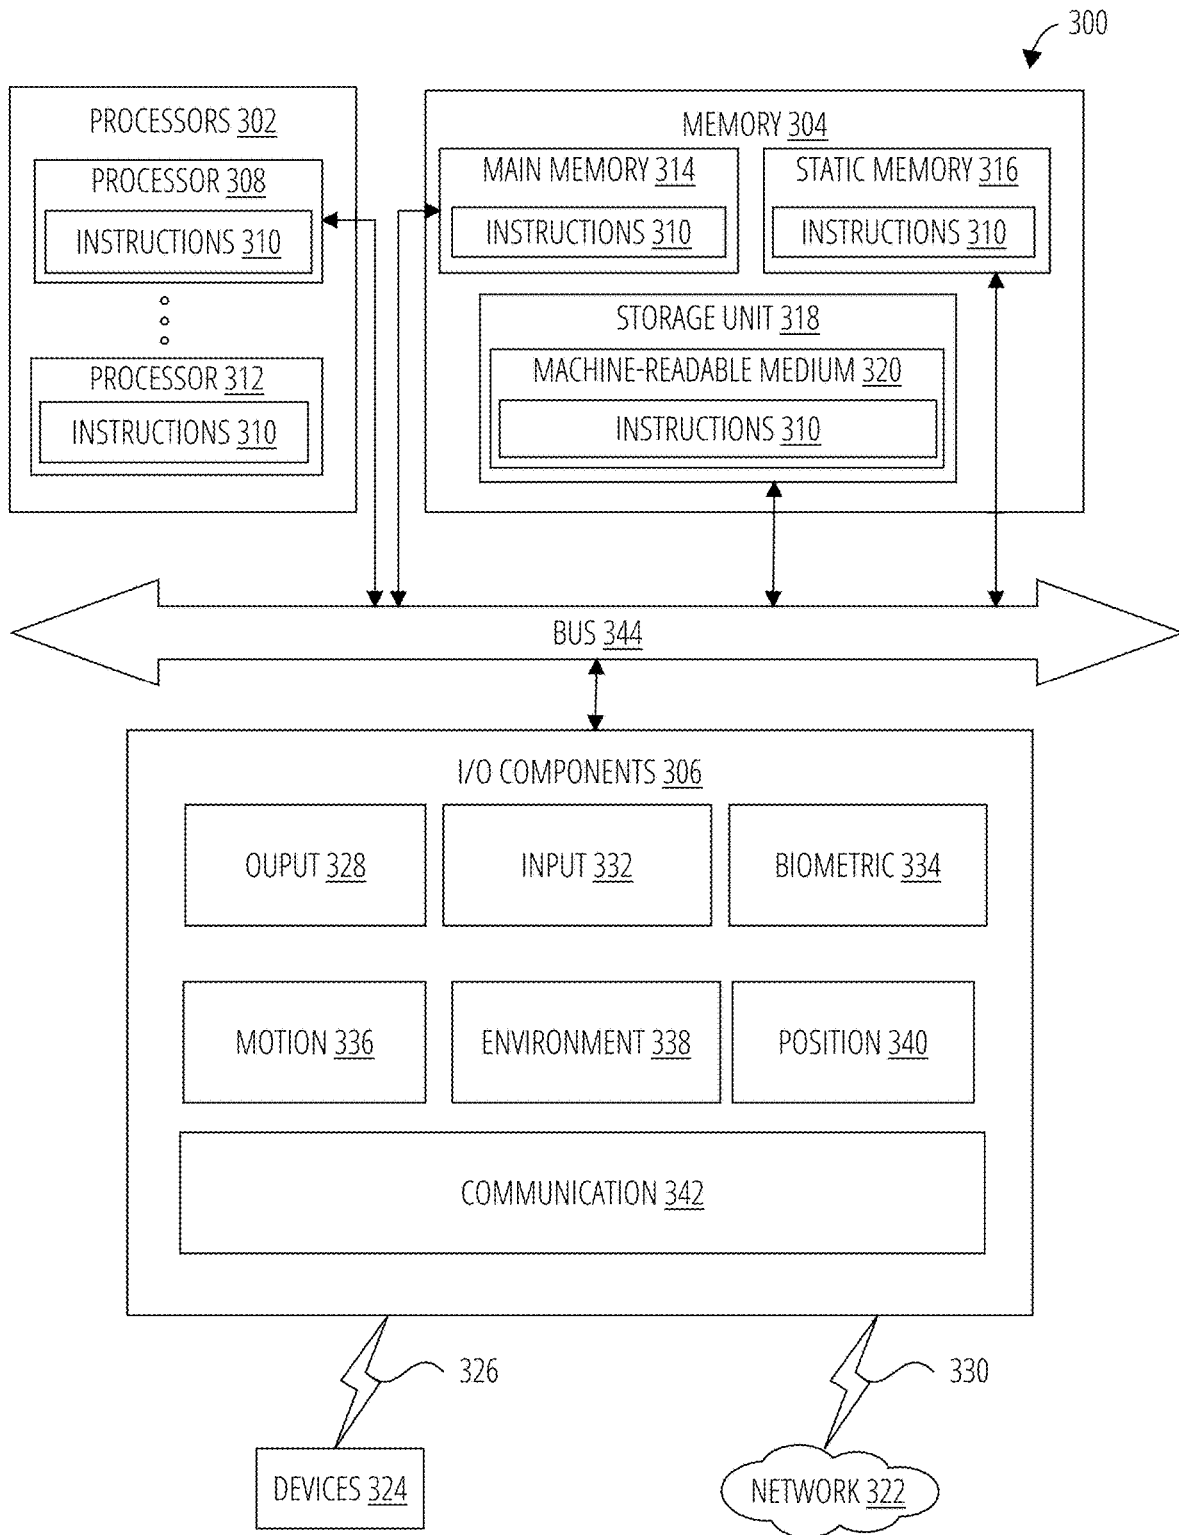 300
PROCESSORS 302
PROCESSOR 308
INSTRUCTIONS 310
PROCESSOR 312
INSTRUCTIONS 310
MEMORY 304
MAIN MEMORY 314
INSTRUCTIONS 310
STATIC MEMORY 316
INSTRUCTIONS 310
STORAGE UNIT 318
MACHINE-READABLE MEDIUM 320
INSTRUCTIONS 310
BUS 344
I/O COMPONENTS 306
OUPUT 328
INPUT 332
BIOMETRIC 334
MOTION 336
ENVIRONMENT 338
POSITION 340
COMMUNICATION 342
326
330
DEVICES 324
NETWORK 322